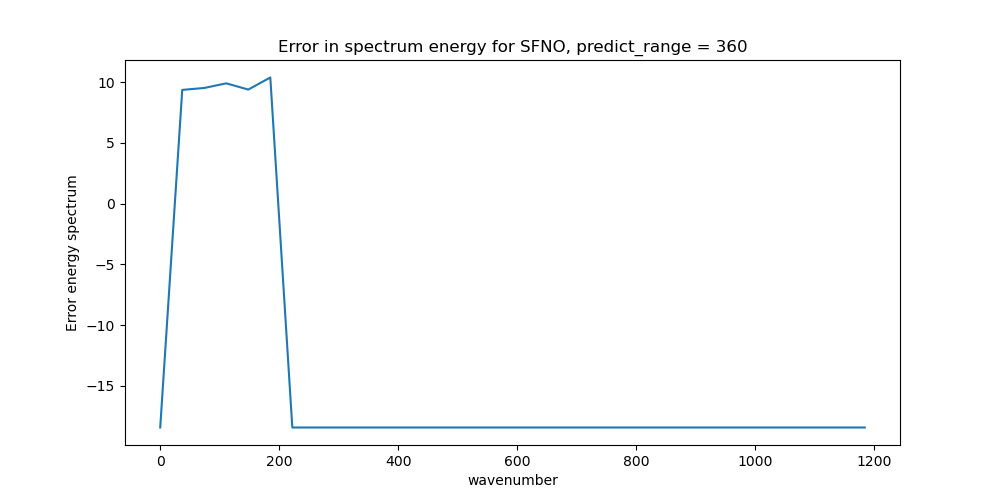 Error in spectrum energy for SFNO, predict_range = 360
10
5
0
−5
−10
−15
Error energy spectrum
0 200 400 600 800 1000 1200
wavenumber